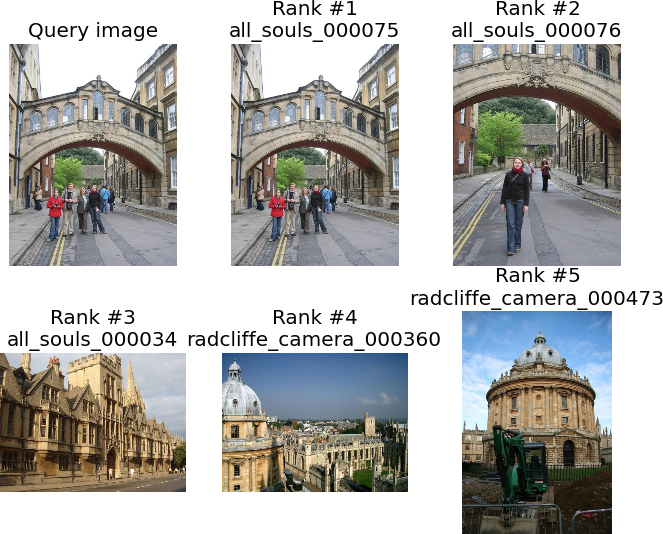 Query image
Rank #1
all_souls_000075
Rank #2
all_souls_000076
Rank #3
all_souls_000034
Rank #4
radcliffe_camera_000360
Rank #5
radcliffe_camera_000473